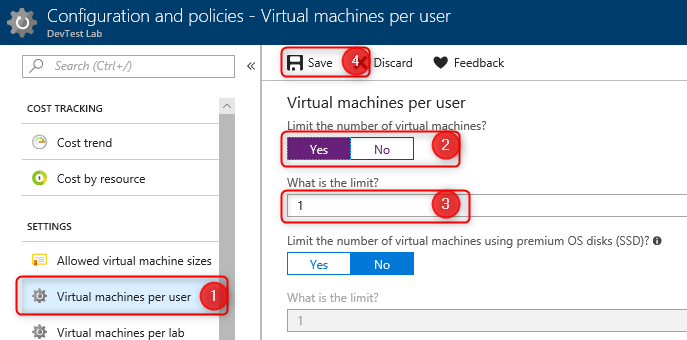 Configuration and policies - Virtual machines per user
DevTest Lab
Search (Ctrl+/)
«
COST TRACKING
Cost trend
Cost by resource
SETTINGS
Allowed virtual machine sizes
Virtual machines per user 1
Virtual machines per lab
Save 4 Discard Feedback
Virtual machines per user
Limit the number of virtual machines?
Yes No 2
What is the limit?
1 3
Limit the number of virtual machines using premium OS disks (SSD)?
Yes No
What is the limit?
1